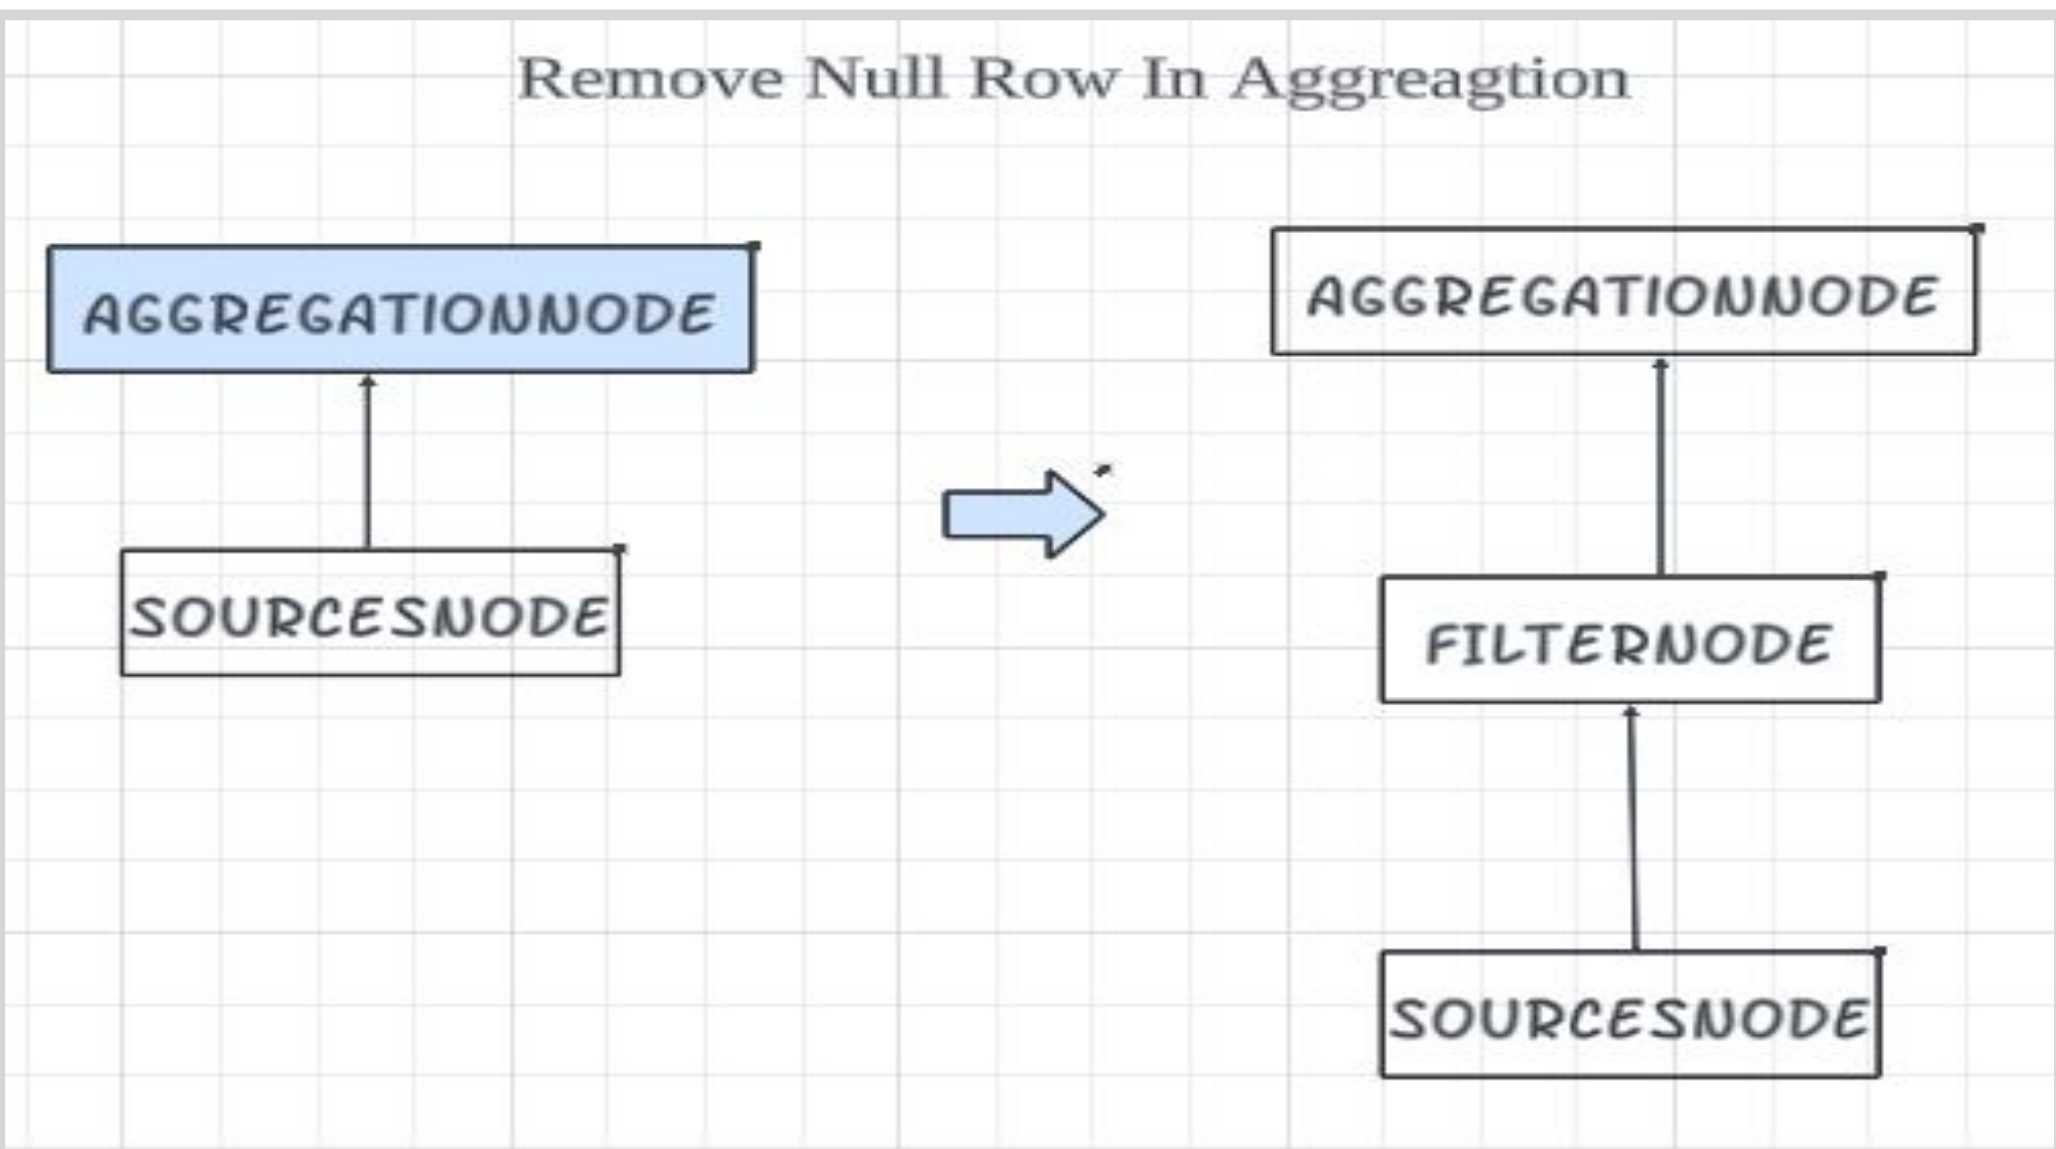 Remove Null Row In Aggreagtion
AGGREGATIONNODE
SOURCESNODE
AGGREGATIONNODE
FILTERNODE
SOURCESNODE